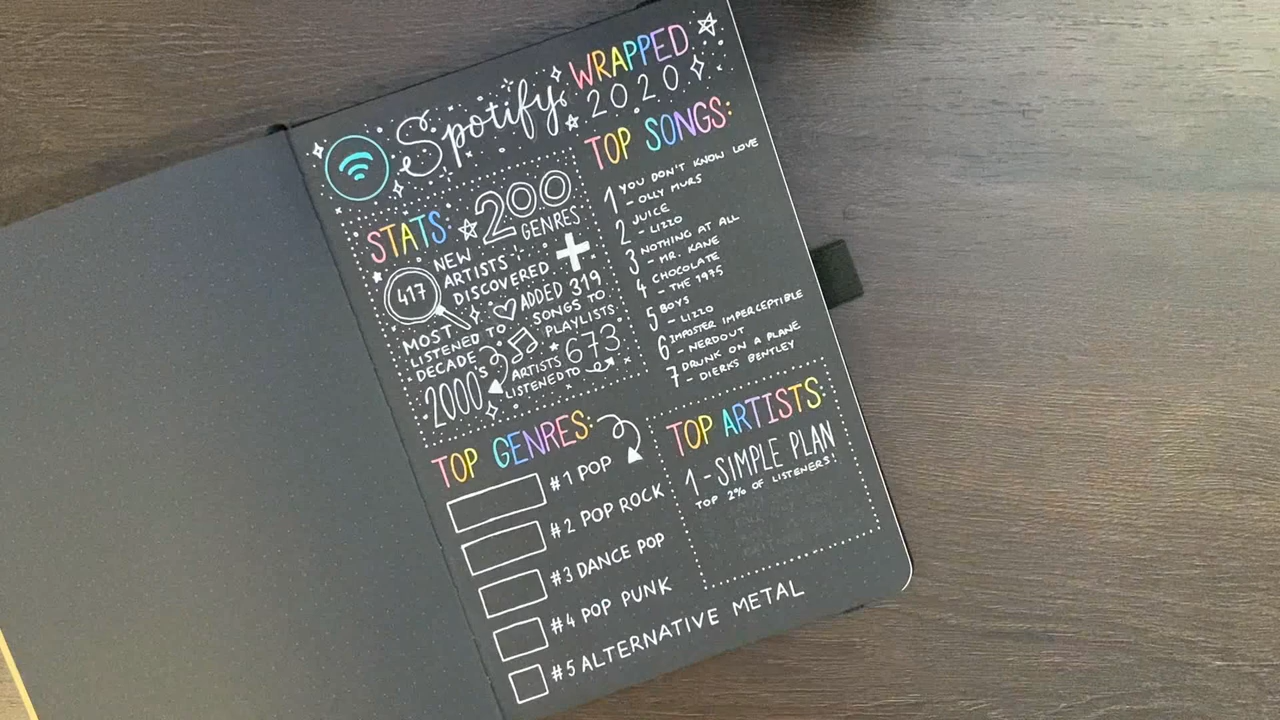 Spotify WRAPPED
2020
STATS:
200
GENRES
417
NEW
ARTISTS
DISCOVERED
ADDED 319
SONGS TO
PLAYLISTS
MOST
LISTENED TO
DECADE
2000's
673
ARTISTS
LISTENED TO
TOP SONGS:
1 YOU DON'T KNOW LOVE
- OLLY MURS
2 JUICE
- LIZZO
3 NOTHING AT ALL
- MR. KANE
4 CHOCOLATE
- THE 1975
5 BOYS
- LIZZO
6 IMPOSTER IMPERCEPTIBLE
- NERDOUT
7 DRUNK ON A PLANE
- DIERKS BENTLEY
TOP GENRES:
#1 POP
#2 POP ROCK
#3 DANCE POP
#4 POP PUNK
#5 ALTERNATIVE METAL
TOP ARTISTS:
1 - SIMPLE PLAN
TOP 2% OF LISTENERS!